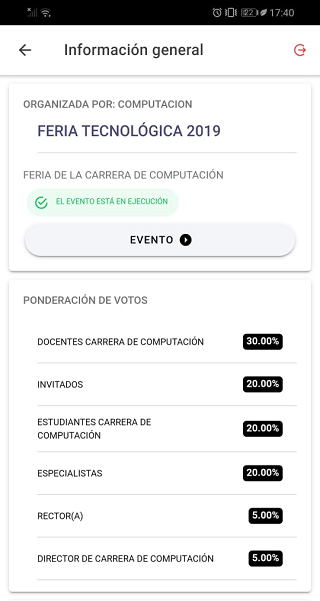 22 17:40
Información general
ORGANIZADA POR: COMPUTACION
FERIA TECNOLÓGICA 2019
FERIA DE LA CARRERA DE COMPUTACIÓN
EL EVENTO ESTÁ EN EJECUCIÓN
EVENTO
PONDERACIÓN DE VOTOS
DOCENTES CARRERA DE COMPUTACIÓN 30.00%
INVITADOS 20.00%
ESTUDIANTES CARRERA DE
COMPUTACIÓN 20.00%
ESPECIALISTAS 20.00%
RECTOR(A) 5.00%
DIRECTOR DE CARRERA DE COMPUTACIÓN 5.00%